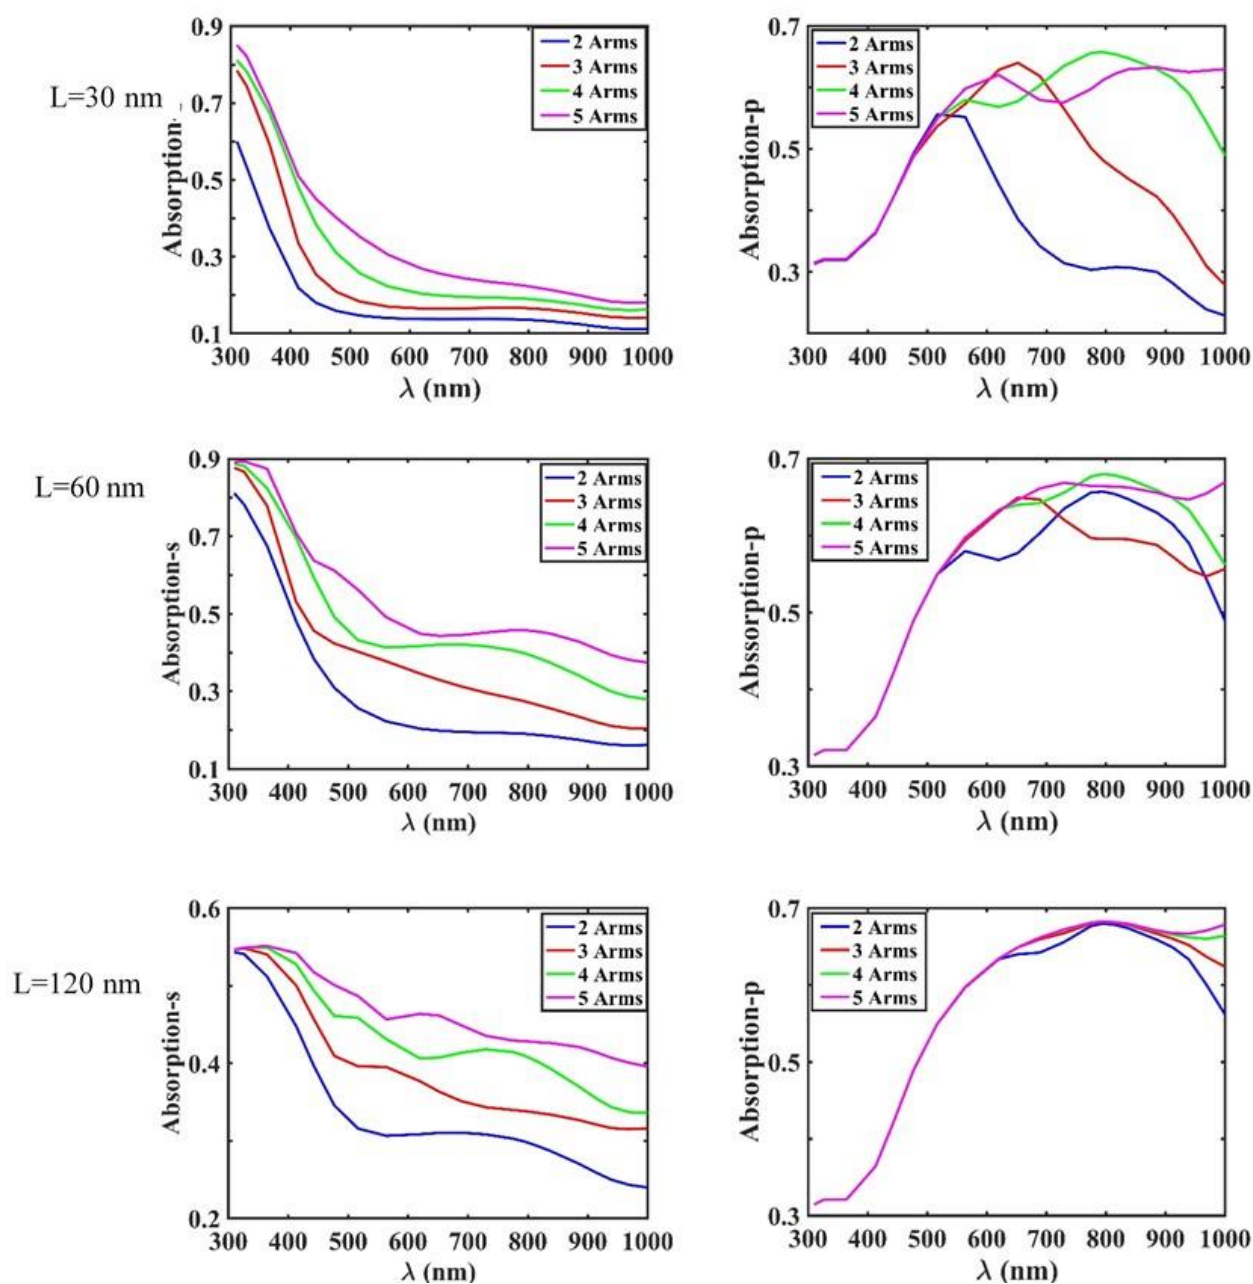 L=30 nm
Absorption-
0.9
0.7
0.5
0.3
0.1
2 Arms
3 Arms
4 Arms
5 Arms
300 400 500 600 700 800 900 1000
λ (nm)
Absorption-p
0.7
0.5
0.3
2 Arms
3 Arms
4 Arms
5 Arms
300 400 500 600 700 800 900 1000
λ (nm)
L=60 nm
Absorption-s
0.9
0.7
0.5
0.3
0.1
2 Arms
3 Arms
4 Arms
5 Arms
300 400 500 600 700 800 900 1000
λ (nm)
Abssorption-p
0.7
0.5
0.3
2 Arms
3 Arms
4 Arms
5 Arms
300 400 500 600 700 800 900 1000
λ (nm)
L=120 nm
Absorption-s
0.6
0.4
0.2
2 Arms
3 Arms
4 Arms
5 Arms
300 400 500 600 700 800 900 1000
λ (nm)
Absorption-p
0.7
0.5
0.3
2 Arms
3 Arms
4 Arms
5 Arms
300 400 500 600 700 800 900 1000
λ (nm)